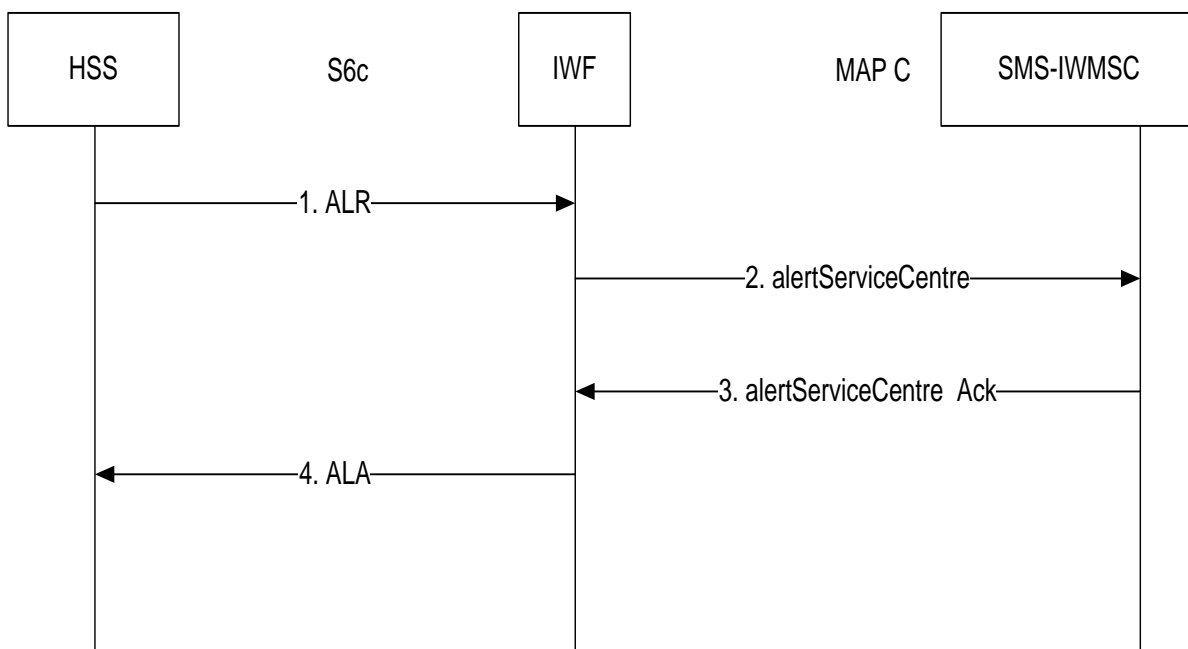 HSS
S6c
IWF
MAP C
SMS-IWMSC
1. ALR
2. alertServiceCentre
3. alertServiceCentre Ack
4. ALA